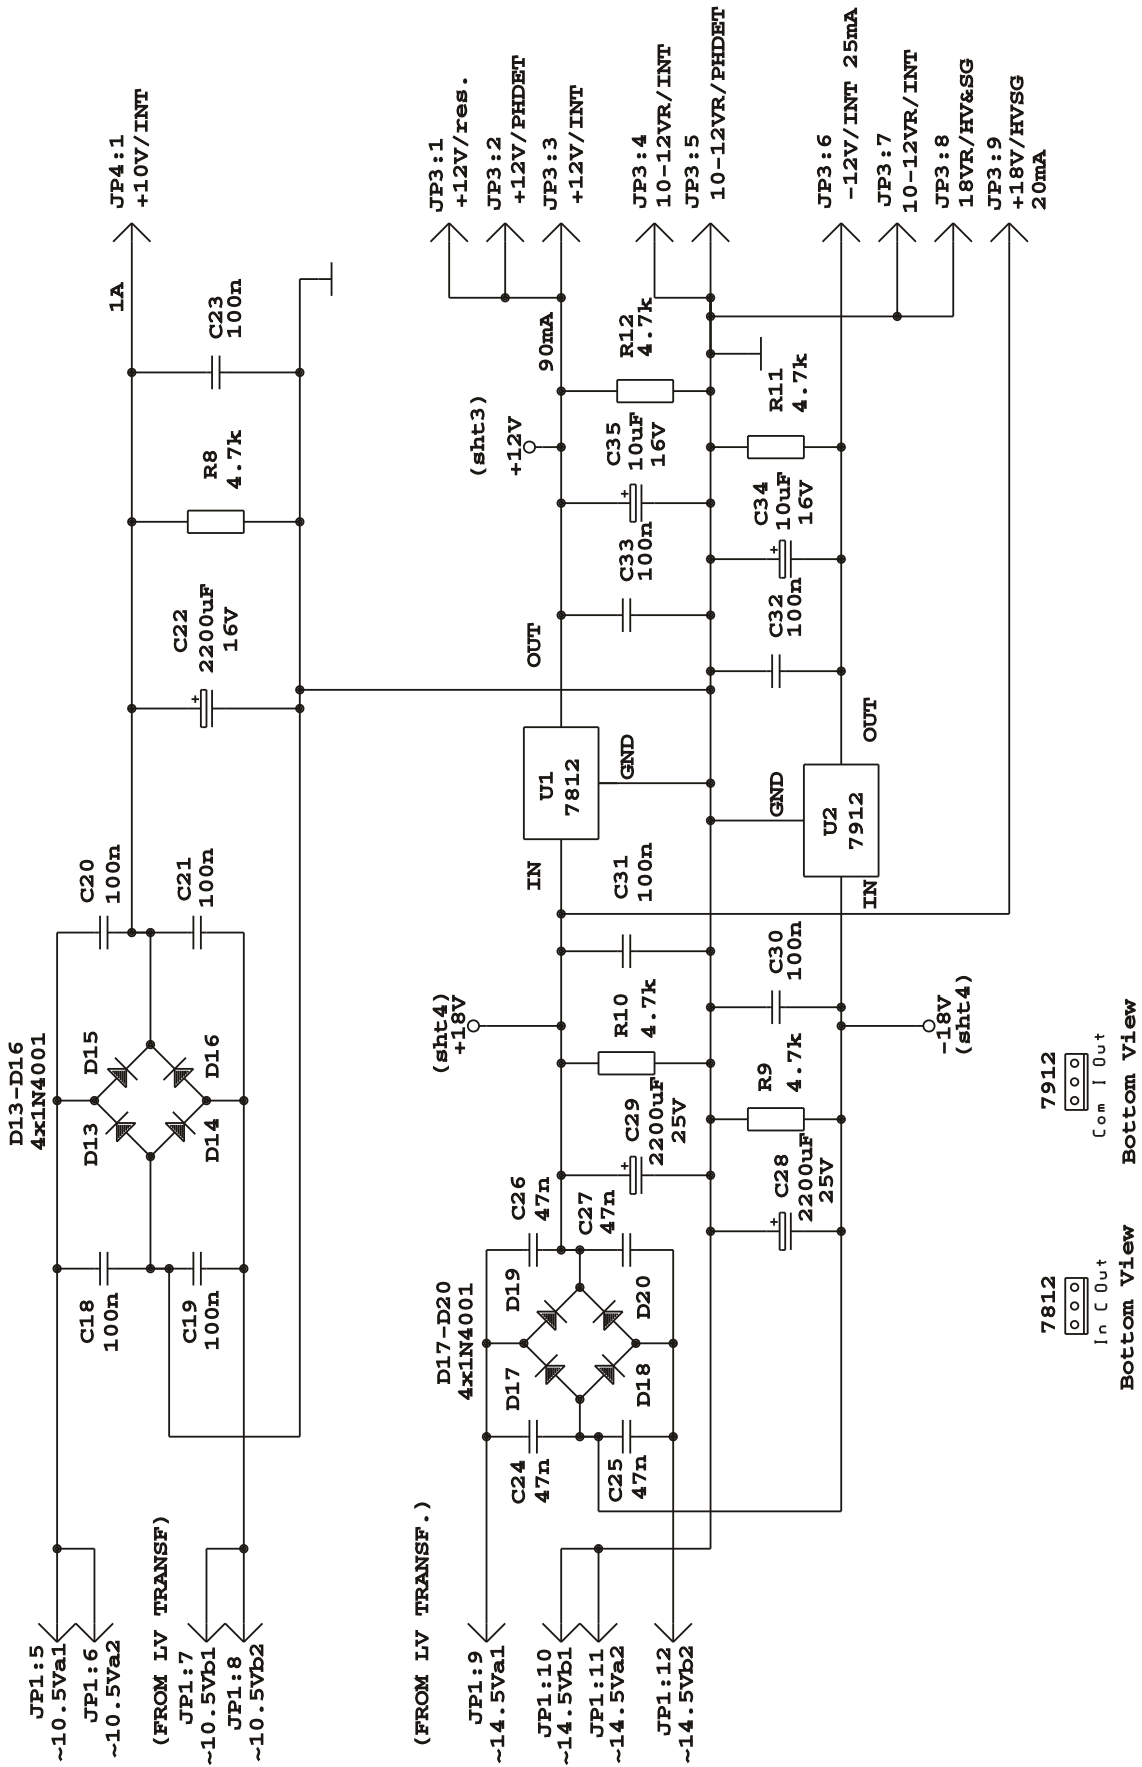 JP1:5
~10.5Va1
JP1:6
~10.5Va2
(FROM LV TRANSF)
JP1:7
~10.5Vb1
JP1:8
~10.5Vb2
C18
100n
C19
100n
D13-D16
4x1N4001
D13
D14
D15
D16
C20
100n
C21
100n
+
C22
2200uF
16V
R8
4.7k
C23
100n
1A
JP4:1
+10V/INT
(FROM LV TRANSF.)
JP1:9
~14.5Va1
JP1:10
~14.5Vb1
JP1:11
~14.5Va2
JP1:12
~14.5Vb2
C24
47n
C25
47n
D17-D20
4x1N4001
D17
D18
D19
D20
C26
47n
C27
47n
+
C28
2200uF
25V
+
C29
2200uF
25V
R9
4.7k
R10
4.7k
(sht4)
+18V
-18V
(sht4)
C30
100n
C31
100n
IN
U1
7812
GND
OUT
IN
U2
7912
GND
OUT
C32
100n
C33
100n
+
C34
10uF
16V
+
C35
10uF
16V
(sht3)
+12V
R11
4.7k
R12
4.7k
90mA
JP3:1
+12V/res.
JP3:2
+12V/PHDET
JP3:3
+12V/INT
JP3:4
10-12VR/INT
JP3:5
10-12VR/PHDET
JP3:6
-12V/INT 25mA
JP3:7
10-12VR/INT
JP3:8
18VR/HV&SG
JP3:9
+18V/HVSG
20mA
7812
In C Out
Bottom View
7912
Com I Out
Bottom View